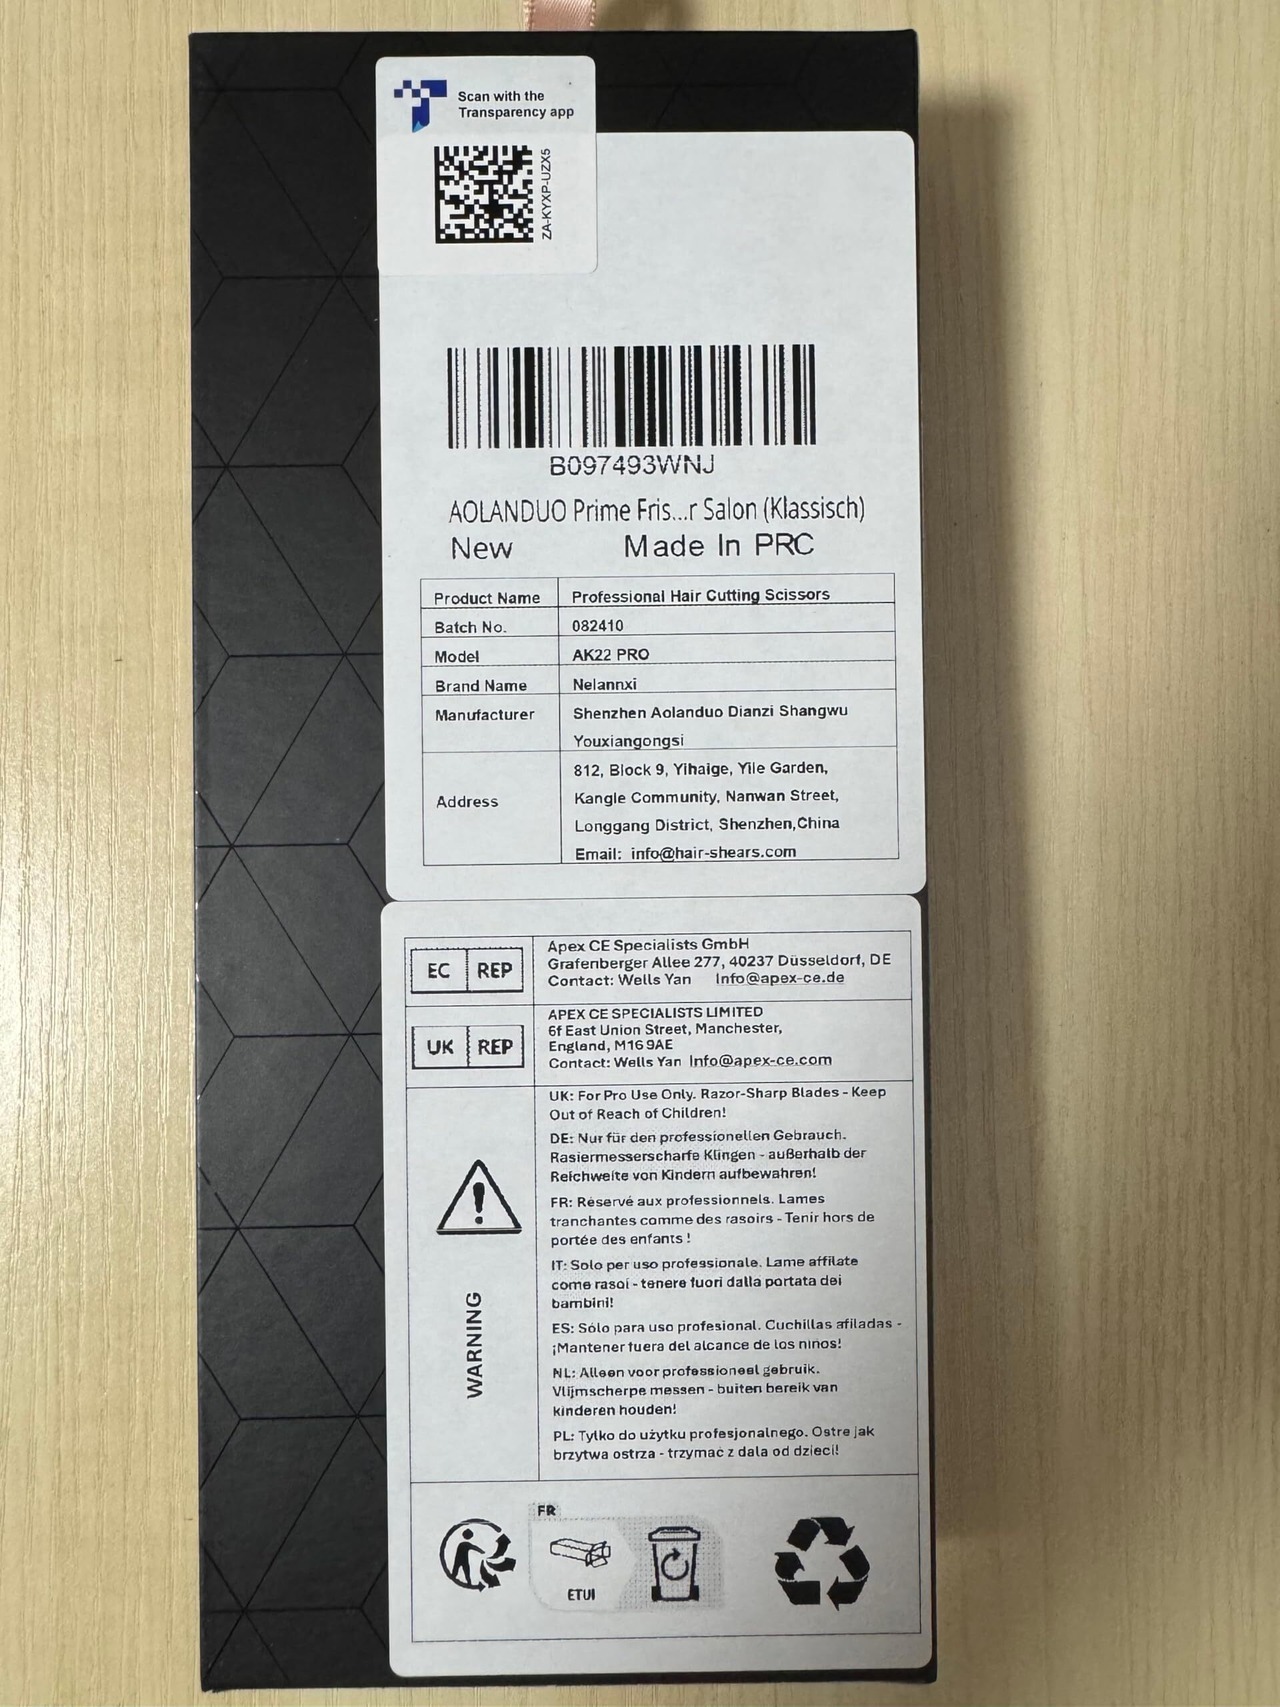 Scan with the
Transparency app
ZA-KYXP-UZX5
B097493WNJ
AOLANDUO Prime Fris...r Salon (Klassisch)
New Made In PRC
Product Name Professional Hair Cutting Scissors
Batch No. 082410
Model AK22 PRO
Brand Name Nelannxi
Manufacturer Shenzhen Aolanduo Dianzi Shangwu
Youxiangongsi
812, Block 9, Yihaige, Yile Garden,
Address Kangle Community, Nanwan Street,
Longgang District, Shenzhen,China
Email: info@hair-shears.com
EC REP
Apex CE Specialists GmbH
Grafenberger Allee 277, 40237 Düsseldorf, DE
Contact: Wells Yan Info@apex-ce.de
UK REP
APEX CE SPECIALISTS LIMITED
6f East Union Street, Manchester,
England, M16 9AE
Contact: Wells Yan Info@apex-ce.com
WARNING
UK: For Pro Use Only. Razor-Sharp Blades - Keep
Out of Reach of Children!
DE: Nur für den professionellen Gebrauch.
Rasiermesserscharfe Klingen - außerhalb der
Reichweite von Kindern aufbewahren!
FR: Réservé aux professionnels. Lames
tranchantes comme des rasoirs - Tenir hors de
portée des enfants !
IT: Solo per uso professionale. Lame affilate
come rasoi - tenere fuori dalla portata dei
bambini!
ES: Sólo para uso profesional. Cuchillas afiladas -
¡Mantener fuera del alcance de los niños!
NL: Alleen voor professioneel gebruik.
Vlijmscherpe messen - buiten bereik van
kinderen houden!
PL: Tylko do użytku profesjonalnego. Ostre jak
brzytwa ostrza - trzymać z dala od dzieci!
FR
ETUI